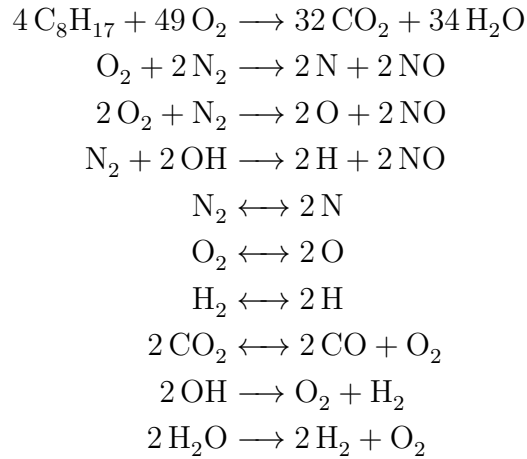 4 C₈H₁₇ + 49 O₂ ⟶ 32 CO₂ + 34 H₂O
O₂ + 2 N₂ ⟶ 2 N + 2 NO
2 O₂ + N₂ ⟶ 2 O + 2 NO
N₂ + 2 OH ⟶ 2 H + 2 NO
N₂ ⟷ 2 N
O₂ ⟷ 2 O
H₂ ⟷ 2 H
2 CO₂ ⟷ 2 CO + O₂
2 OH ⟶ O₂ + H₂
2 H₂O ⟶ 2 H₂ + O₂